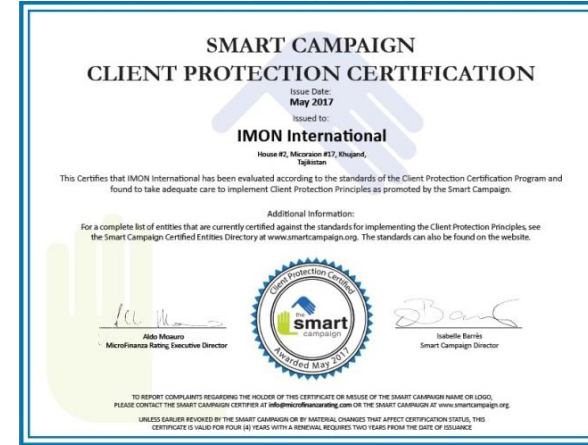 SMART CAMPAIGN
CLIENT PROTECTION CERTIFICATION
Issue Date:
May 2017
Issued to:
IMON International
House #2, Micoraion #17, Khujand,
Tajikistan
This Certifies that IMON International has been evaluated according to the standards of the Client Protection Certification Program and
found to take adequate care to implement Client Protection Principles as promoted by the Smart Campaign.
Additional Information:
For a complete list of entities that are currently certified against the standards for implementing the Client Protection Principles, see
the Smart Campaign Certified Entities Directory at www.smartcampaign.org. The standards can also be found on the website.
Client Protection Certified
the
smart
campaign
Awarded May 2017
Aldo Moauro
MicroFinanza Rating Executive Director
Isabelle Barrès
Smart Campaign Director
TO REPORT COMPLAINTS REGARDING THE HOLDER OF THIS CERTIFICATE OR MISUSE OF THE SMART CAMPAIGN NAME OR LOGO,
PLEASE CONTACT THE SMART CAMPAIGN CERTIFIER AT info@microfinanzarating.com OR THE SMART CAMPAIGN AT www.smartcampaign.org.
UNLESS EARLIER REVOKED BY THE SMART CAMPAIGN OR BY MATERIAL CHANGES THAT AFFECT CERTIFICATION STATUS, THIS
CERTIFICATE IS VALID FOR FOUR (4) YEARS WITH A RENEWAL REQUIRES TWO YEARS FROM THE DATE OF ISSUANCE